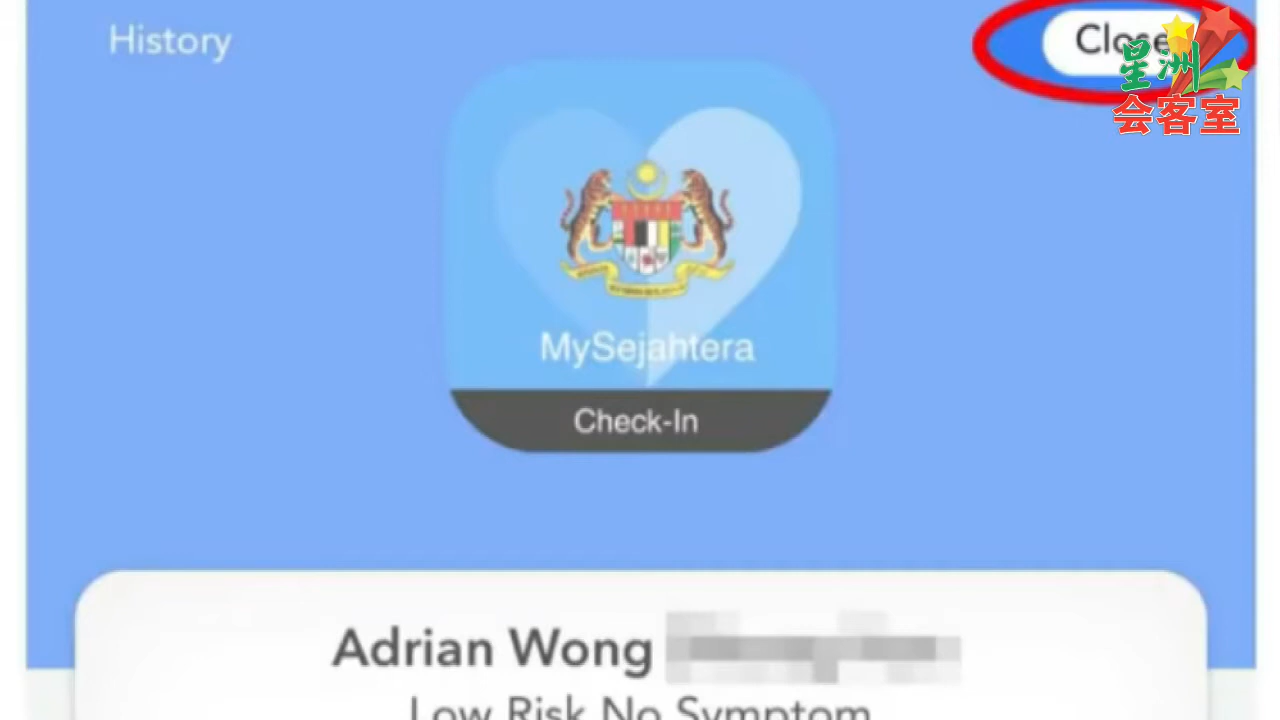 History
Close
星洲
会客室
MySejahtera
Check-In
Adrian Wong
Low Risk No Symptom